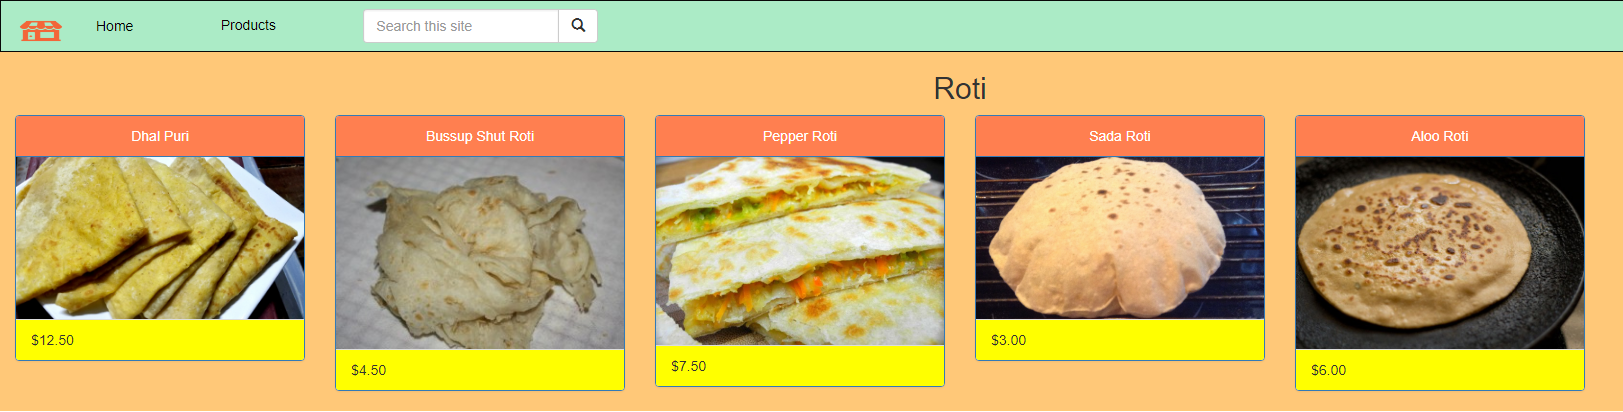 Home
Products
Search this site
Roti
Dhal Puri
Bussup Shut Roti
Pepper Roti
Sada Roti
Aloo Roti
$12.50
$4.50
$7.50
$3.00
$6.00